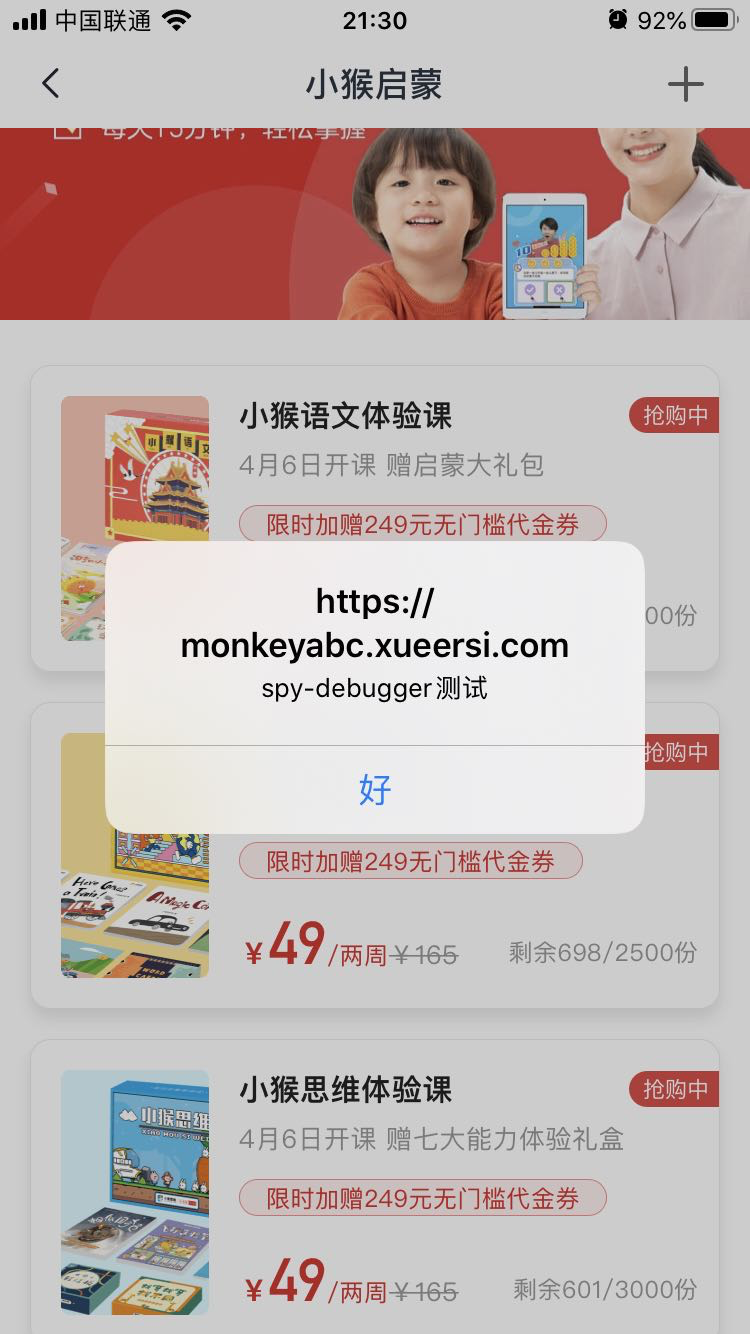 中国联通
21:30
92%
小猴启蒙
每天15分钟，轻松掌握
小猴语文体验课
抢购中
4月6日开课 赠启蒙大礼包
限时加赠249元无门槛代金券
00份
https://
monkeyabc.xueersi.com
spy-debugger测试
好
抢购中
限时加赠249无门槛代金券
¥49/两周¥165
剩余698/2500份
小猴思维体验课
抢购中
4月6日开课 赠七大能力体验礼盒
限时加赠249元无门槛代金券
¥49/两周¥165
剩余601/3000份